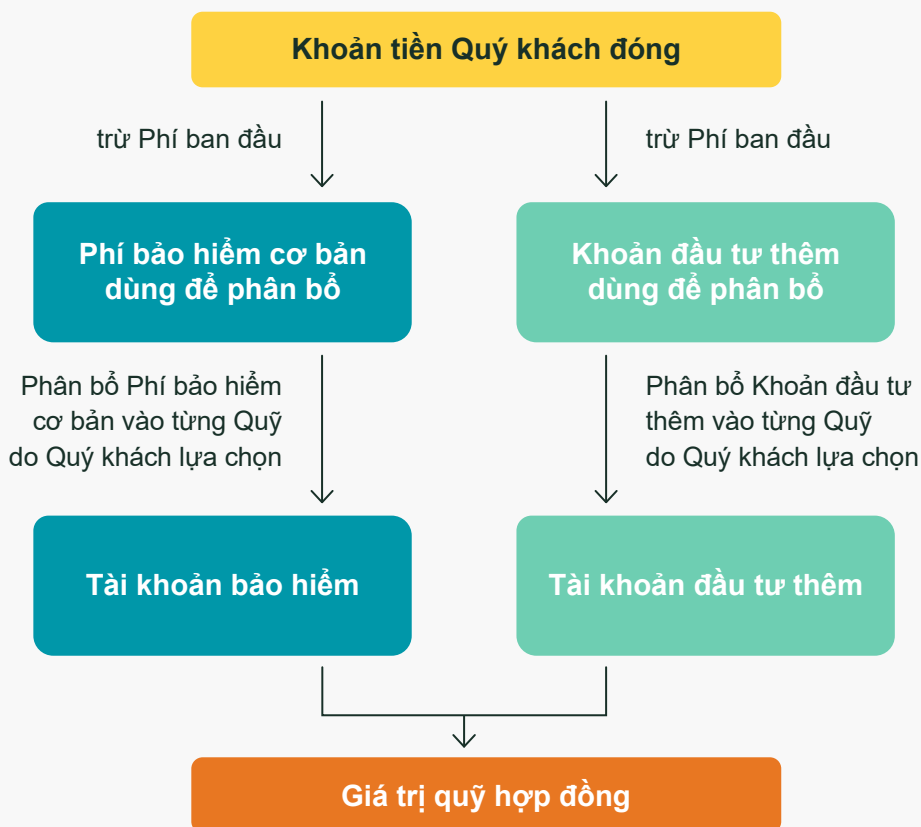 Khoản tiền Quý khách đóng
trừ Phí ban đầu
trừ Phí ban đầu
Phí bảo hiểm cơ bản
dùng để phân bổ
Khoản đầu tư thêm
dùng để phân bổ
Phân bổ Phí bảo hiểm
cơ bản vào từng Quỹ
do Quý khách lựa chọn
Phân bổ Khoản đầu tư
thêm vào từng Quỹ
do Quý khách lựa chọn
Tài khoản bảo hiểm
Tài khoản đầu tư thêm
Giá trị quỹ hợp đồng